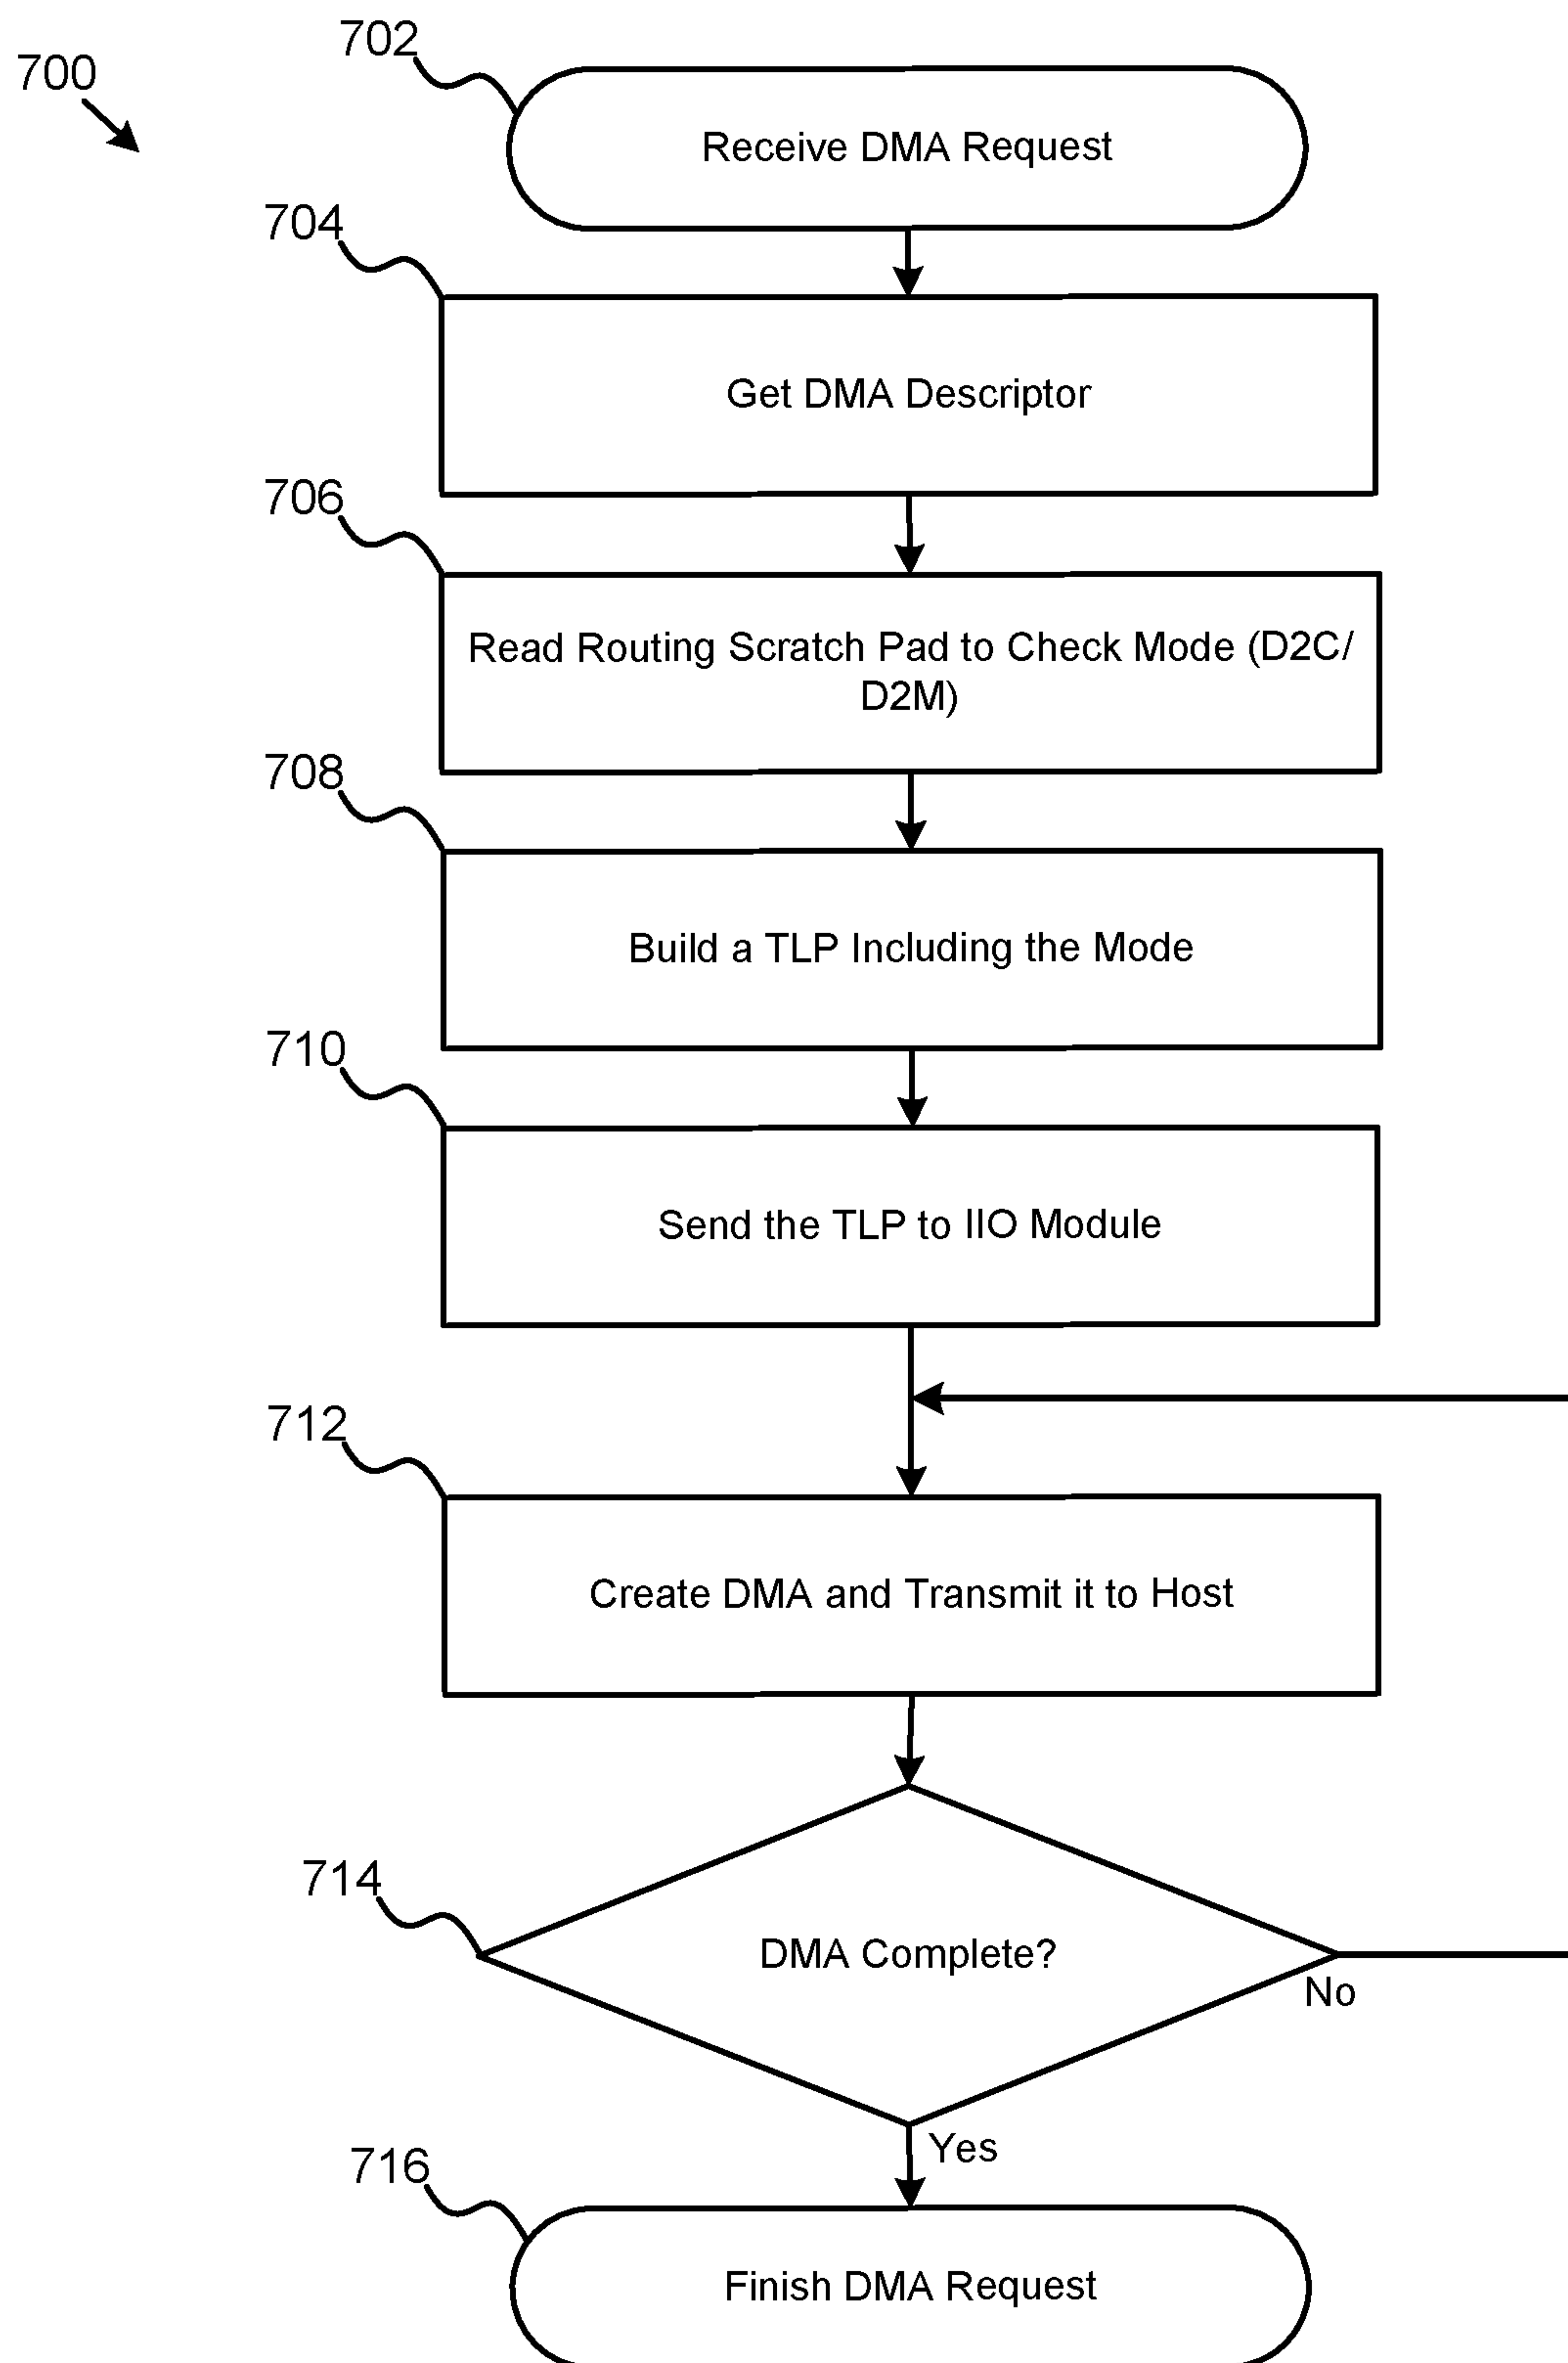 700
702
Receive DMA Request
704
Get DMA Descriptor
706
Read Routing Scratch Pad to Check Mode (D2C/
D2M)
708
Build a TLP Including the Mode
710
Send the TLP to IIO Module
712
Create DMA and Transmit it to Host
714
DMA Complete?
No
Yes
716
Finish DMA Request